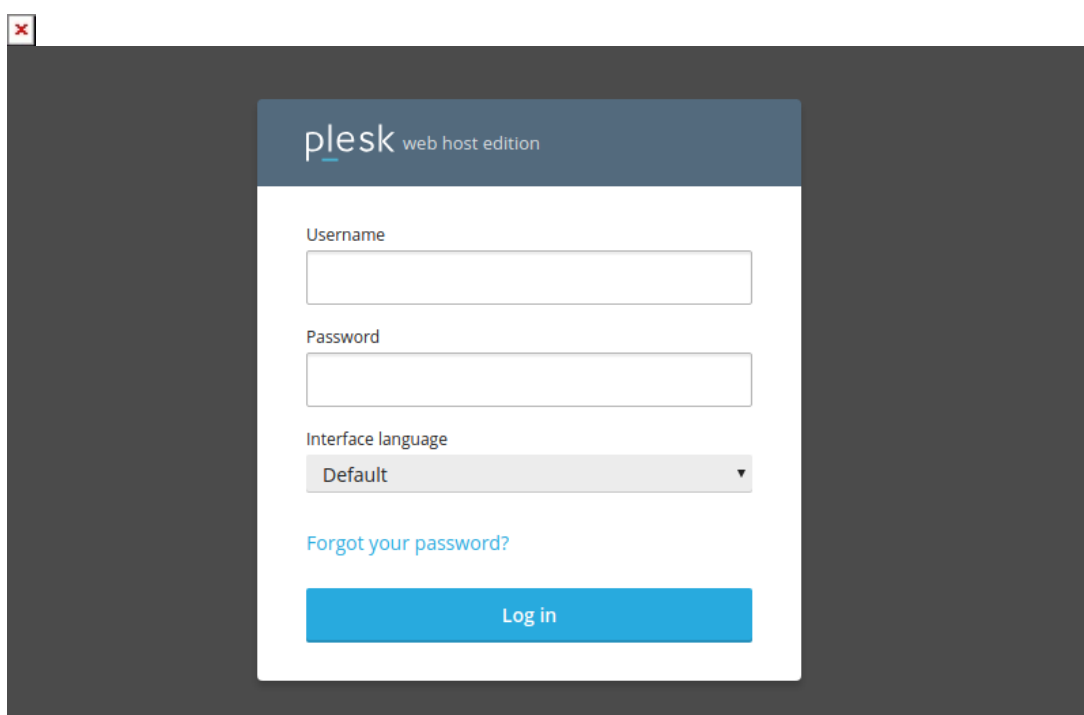 plesk web host edition
Username
Password
Interface language
Default
Forgot your password?
Log in